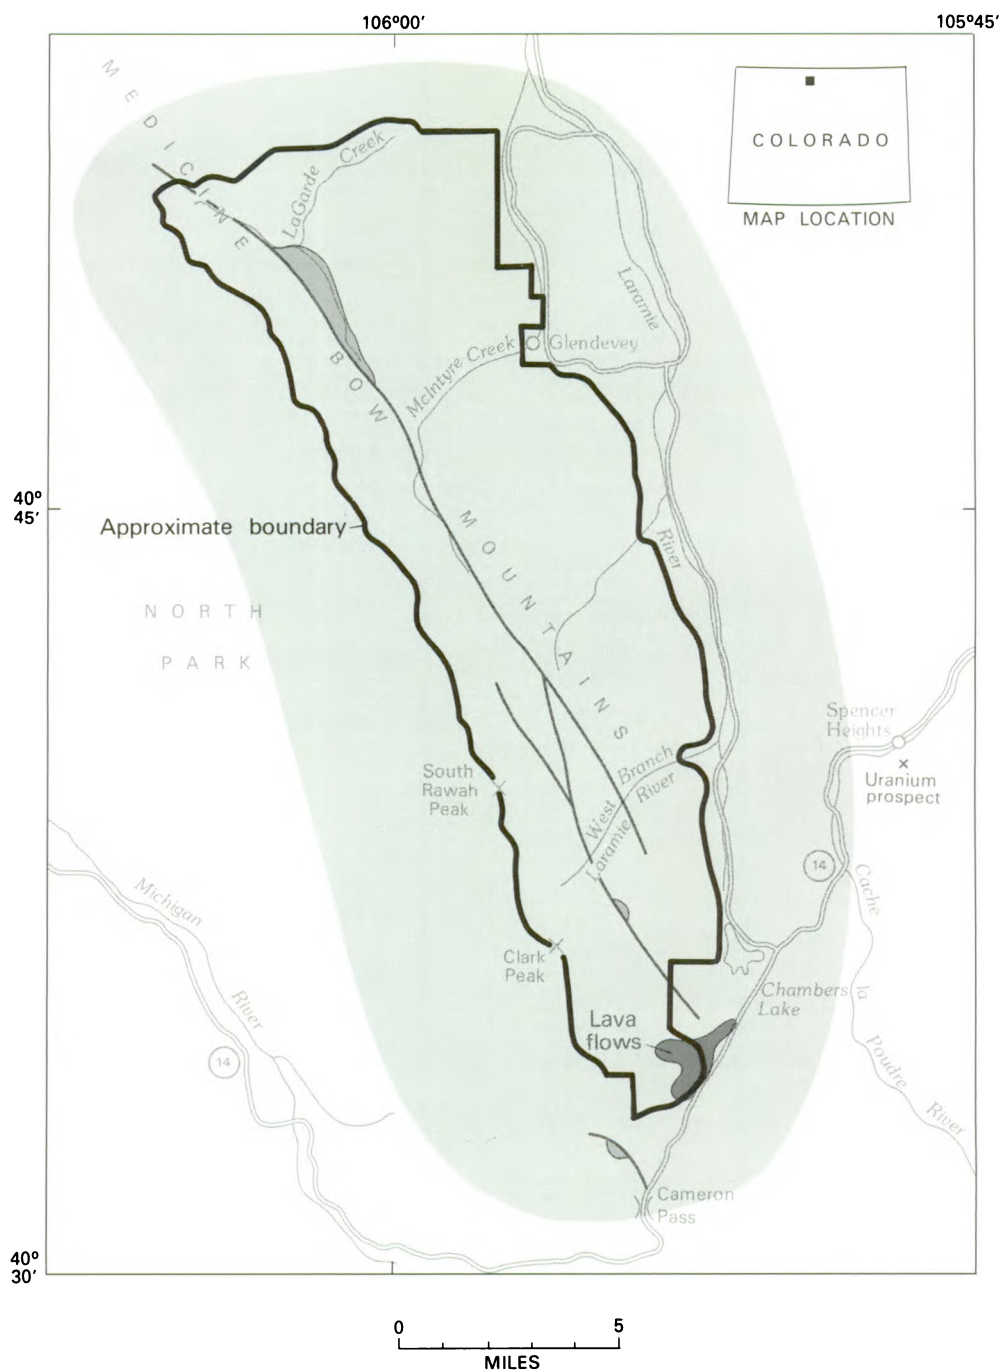 106°00'
105°45'
MEDICINE
BOW
MOUNTAINS
COLORADO
MAP LOCATION
LaGarde
Creek
Laramie
McIntyre Creek
Glendevey
40°
45'
Approximate boundary
River
NORTH
PARK
Spencer
Heights
Uranium
prospect
South
Rawah
Peak
West
Branch
Laramie
River
14
Cache
la
Poudre
River
Michigan
River
Clark
Peak
Chambers
Lake
Lava
flows
14
Cameron
Pass
40°
30'
0
5
MILES